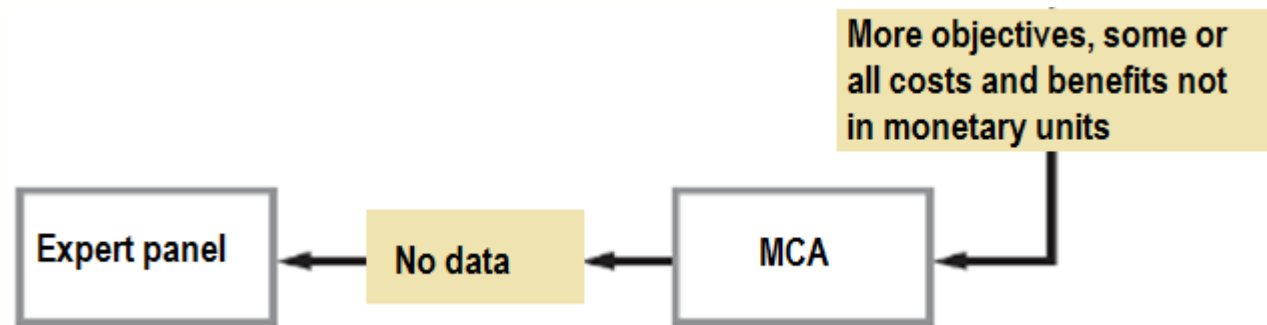 More objectives, some or
all costs and benefits not
in monetary units
Expert panel
No data
MCA